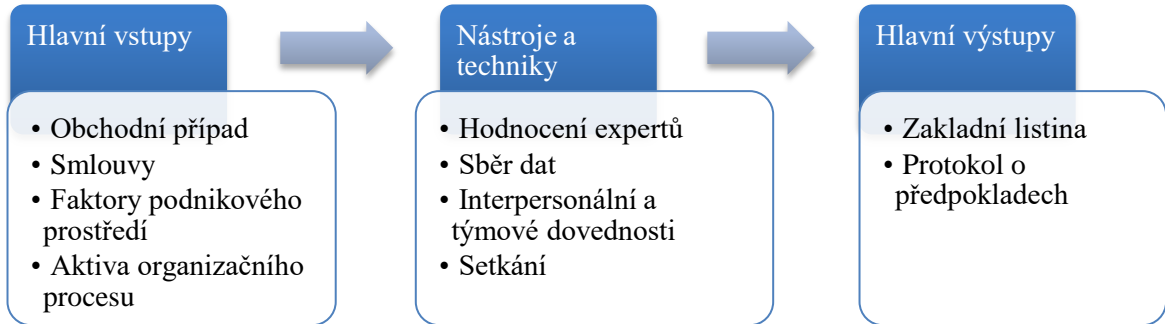 Hlavní vstupy
• Obchodní případ
• Smlouvy
• Faktory podnikového
prostředí
• Aktiva organizačního
procesu
Nástroje a
techniky
• Hodnocení expertů
• Sběr dat
• Interpersonální a
týmové dovednosti
• Setkání
Hlavní výstupy
• Zakladní listina
• Protokol o
předpokladech